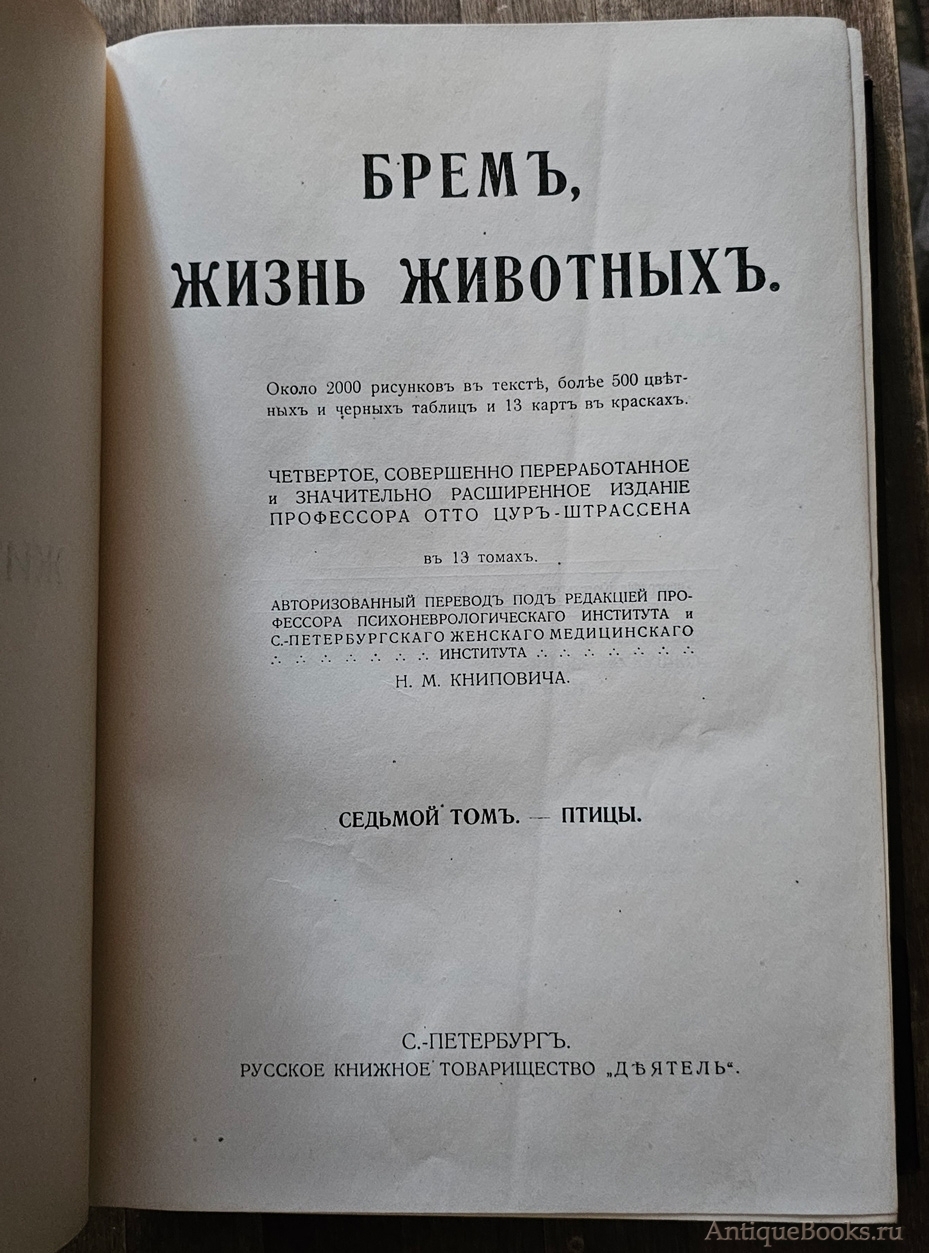 БРЕМЪ,
ЖИЗНЬ ЖИВОТНЫХЪ.
Около 2000 рисунковъ въ текстѣ, болѣе 500 цвѣт-
ныхъ и черныхъ таблицъ и 13 картъ въ краскахъ.
ЧЕТВЕРТОЕ, СОВЕРШЕННО ПЕРЕРАБОТАННОЕ
и ЗНАЧИТЕЛЬНО РАСШИРЕННОЕ ИЗДАНІЕ
ПРОФЕССОРА ОТТО ЦУРЪ-ШТРАССЕНА
въ 13 томахъ.
АВТОРИЗОВАННЫЙ ПЕРЕВОДЪ ПОДЪ РЕДАКЦІЕЙ ПРО-
ФЕССОРА ПСИХОНЕВРОЛОГИЧЕСКАГО ИНСТИТУТА и
С.-ПЕТЕРБУРГСКАГО ЖЕНСКАГО МЕДИЦИНСКАГО
∴ ∴ ∴ ∴ ∴ ∴ ∴ ИНСТИТУТА ∴ ∴ ∴ ∴ ∴ ∴ ∴
Н. М. КНИПОВИЧА.
СЕДЬМОЙ ТОМЪ. — ПТИЦЫ.
С.-ПЕТЕРБУРГЪ.
РУССКОЕ КНИЖНОЕ ТОВАРИЩЕСТВО „ДѢЯТЕЛЬ“.
AntiqueBooks.ru